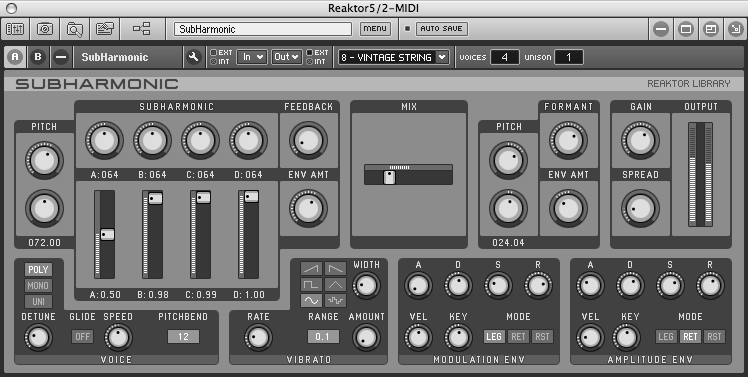 Reaktor5/2-MIDI
SubHarmonic MENU AUTO SAVE
A B SubHarmonic EXT INT In Out EXT INT 8 - VINTAGE STRING VOICES 4 UNISON 1
SUBHARMONIC REAKTOR LIBRARY
SUBHARMONIC FEEDBACK MIX FORMANT GAIN OUTPUT
PITCH PITCH
A:064 B:064 C:064 D:064 ENV AMT ENV AMT SPREAD
072.00 024.04
A:0.50 B:0.98 C:0.99 D:1.00
POLY WIDTH A D S R A D S R
MONO
UNI
DETUNE GLIDE SPEED PITCHBEND RATE RANGE AMOUNT VEL KEY MODE VEL KEY MODE
OFF 12 0.1 LEG RET RST LEG RET RST
VOICE VIBRATO MODULATION ENV AMPLITUDE ENV